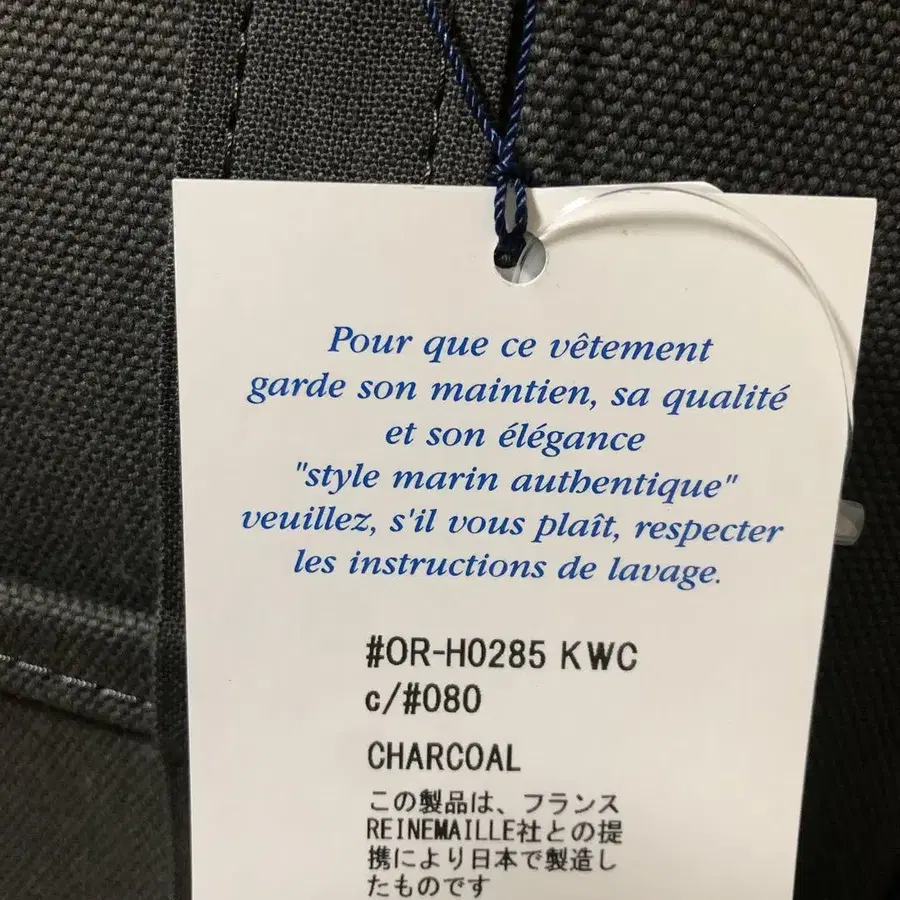 Pour que ce vêtement
garde son maintien, sa qualité
et son élégance
"style marin authentique"
veuillez, s'il vous plaît, respecter
les instructions de lavage.
#OR-H0285 KWC
c/#080
CHARCOAL
この製品は、フランス
REINEMAILLE社との提
携により日本で製造し
たものです